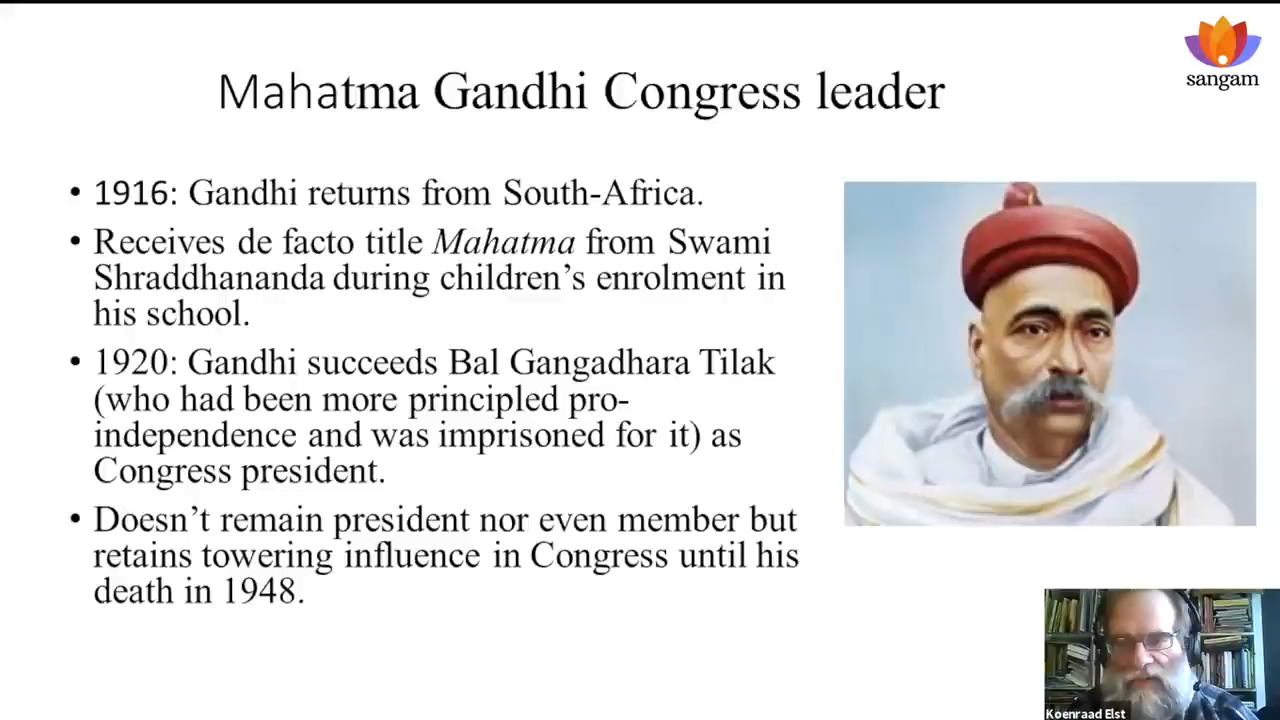 sangam
Mahatma Gandhi Congress leader
• 1916: Gandhi returns from South-Africa.
• Receives de facto title Mahatma from Swami
Shraddhananda during children’s enrolment in
his school.
• 1920: Gandhi succeeds Bal Gangadhara Tilak
(who had been more principled pro-
independence and was imprisoned for it) as
Congress president.
• Doesn’t remain president nor even member but
retains towering influence in Congress until his
death in 1948.
Koenraad Elst